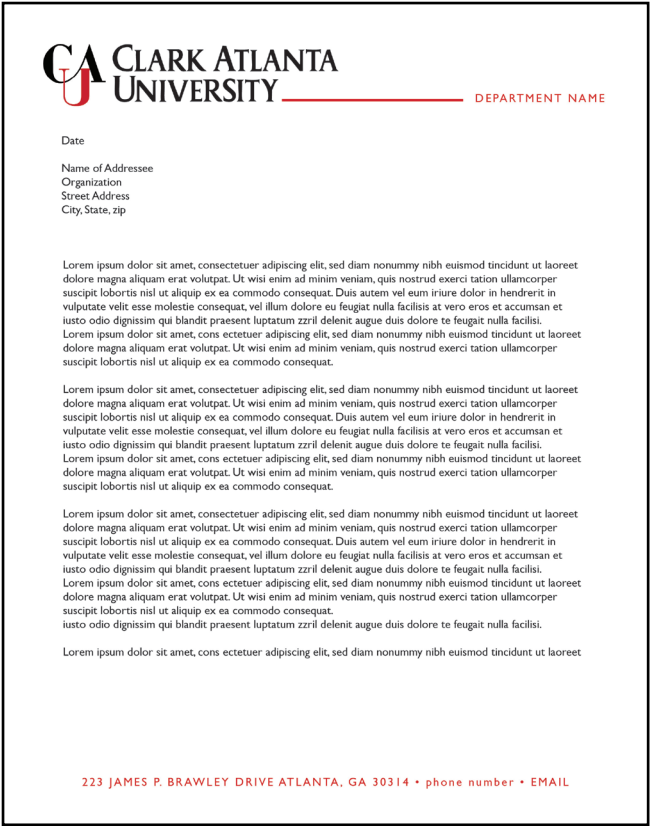 CAU CLARK ATLANTA
UNIVERSITY
DEPARTMENT NAME
Date
Name of Addressee
Organization
Street Address
City, State, zip
Lorem ipsum dolor sit amet, consectetuer adipiscing elit, sed diam nonummy nibh euismod tincidunt ut laoreet
dolore magna aliquam erat volutpat. Ut wisi enim ad minim veniam, quis nostrud exerci tation ullamcorper
suscipit lobortis nisl ut aliquip ex ea commodo consequat. Duis autem vel eum iriure dolor in hendrerit in
vulputate velit esse molestie consequat, vel illum dolore eu feugiat nulla facilisis at vero eros et accumsan et
iusto odio dignissim qui blandit praesent luptatum zzril delenit augue duis dolore te feugait nulla facilisi.
Lorem ipsum dolor sit amet, cons ectetuer adipiscing elit, sed diam nonummy nibh euismod tincidunt ut laoreet
dolore magna aliquam erat volutpat. Ut wisi enim ad minim veniam, quis nostrud exerci tation ullamcorper
suscipit lobortis nisl ut aliquip ex ea commodo consequat.
Lorem ipsum dolor sit amet, consectetuer adipiscing elit, sed diam nonummy nibh euismod tincidunt ut laoreet
dolore magna aliquam erat volutpat. Ut wisi enim ad minim veniam, quis nostrud exerci tation ullamcorper
suscipit lobortis nisl ut aliquip ex ea commodo consequat. Duis autem vel eum iriure dolor in hendrerit in
vulputate velit esse molestie consequat, vel illum dolore eu feugiat nulla facilisis at vero eros et accumsan et
iusto odio dignissim qui blandit praesent luptatum zzril delenit augue duis dolore te feugait nulla facilisi.
Lorem ipsum dolor sit amet, cons ectetuer adipiscing elit, sed diam nonummy nibh euismod tincidunt ut laoreet
dolore magna aliquam erat volutpat. Ut wisi enim ad minim veniam, quis nostrud exerci tation ullamcorper
suscipit lobortis nisl ut aliquip ex ea commodo consequat.
Lorem ipsum dolor sit amet, consectetuer adipiscing elit, sed diam nonummy nibh euismod tincidunt ut laoreet
dolore magna aliquam erat volutpat. Ut wisi enim ad minim veniam, quis nostrud exerci tation ullamcorper
suscipit lobortis nisl ut aliquip ex ea commodo consequat. Duis autem vel eum iriure dolor in hendrerit in
vulputate velit esse molestie consequat, vel illum dolore eu feugiat nulla facilisis at vero eros et accumsan et
iusto odio dignissim qui blandit praesent luptatum zzril delenit augue duis dolore te feugait nulla facilisi.
Lorem ipsum dolor sit amet, cons ectetuer adipiscing elit, sed diam nonummy nibh euismod tincidunt ut laoreet
dolore magna aliquam erat volutpat. Ut wisi enim ad minim veniam, quis nostrud exerci tation ullamcorper
suscipit lobortis nisl ut aliquip ex ea commodo consequat.
iusto odio dignissim qui blandit praesent luptatum zzril delenit augue duis dolore te feugait nulla facilisi.
Lorem ipsum dolor sit amet, cons ectetuer adipiscing elit, sed diam nonummy nibh euismod tincidunt ut laoreet
223 JAMES P. BRAWLEY DRIVE ATLANTA, GA 30314 • phone number • EMAIL